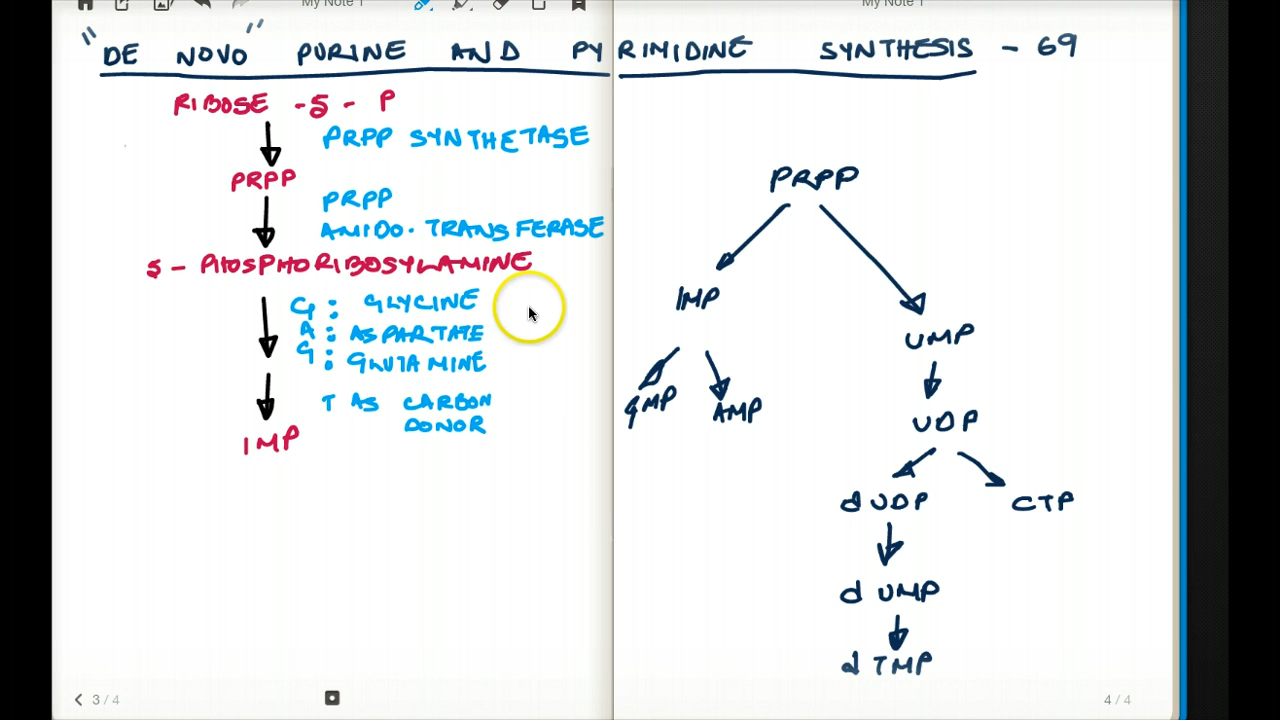 My Note 1
My Note 1
"DE NOVO" PURINE AND PYRIMIDINE SYNTHESIS - 69
RIBOSE - 5 - P
PRPP SYNTHETASE
PRPP
PRPP
AMIDO. TRANSFERASE
5 - PHOSPHORIBOSYLAMINE
G : GLYCINE
A : ASPARTATE
G : GLUTAMINE
T AS CARBON
DONOR
IMP
PRPP
IMP
UMP
GMP AMP
UDP
dUDP CTP
dUMP
dTMP
3 / 4
4 / 4